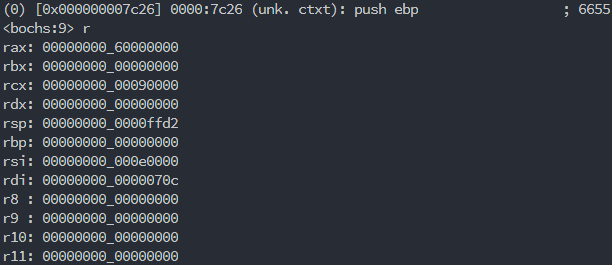 (0) [0x000000007c26] 0000:7c26 (unk. ctxt): push ebp                  ; 6655
<bochs:9> r
rax: 00000000_60000000
rbx: 00000000_00000000
rcx: 00000000_00090000
rdx: 00000000_00000000
rsp: 00000000_0000ffd2
rbp: 00000000_00000000
rsi: 00000000_000e0000
rdi: 00000000_0000070c
r8 : 00000000_00000000
r9 : 00000000_00000000
r10: 00000000_00000000
r11: 00000000_00000000